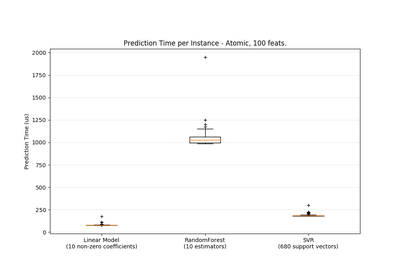 Prediction Time per Instance - Atomic, 100 feats.
2000
1750
1500
1250
1000
750
500
250
0
Prediction Time (us)
Linear Model
(10 non-zero coefficients)
RandomForest
(10 estimators)
SVR
(680 support vectors)